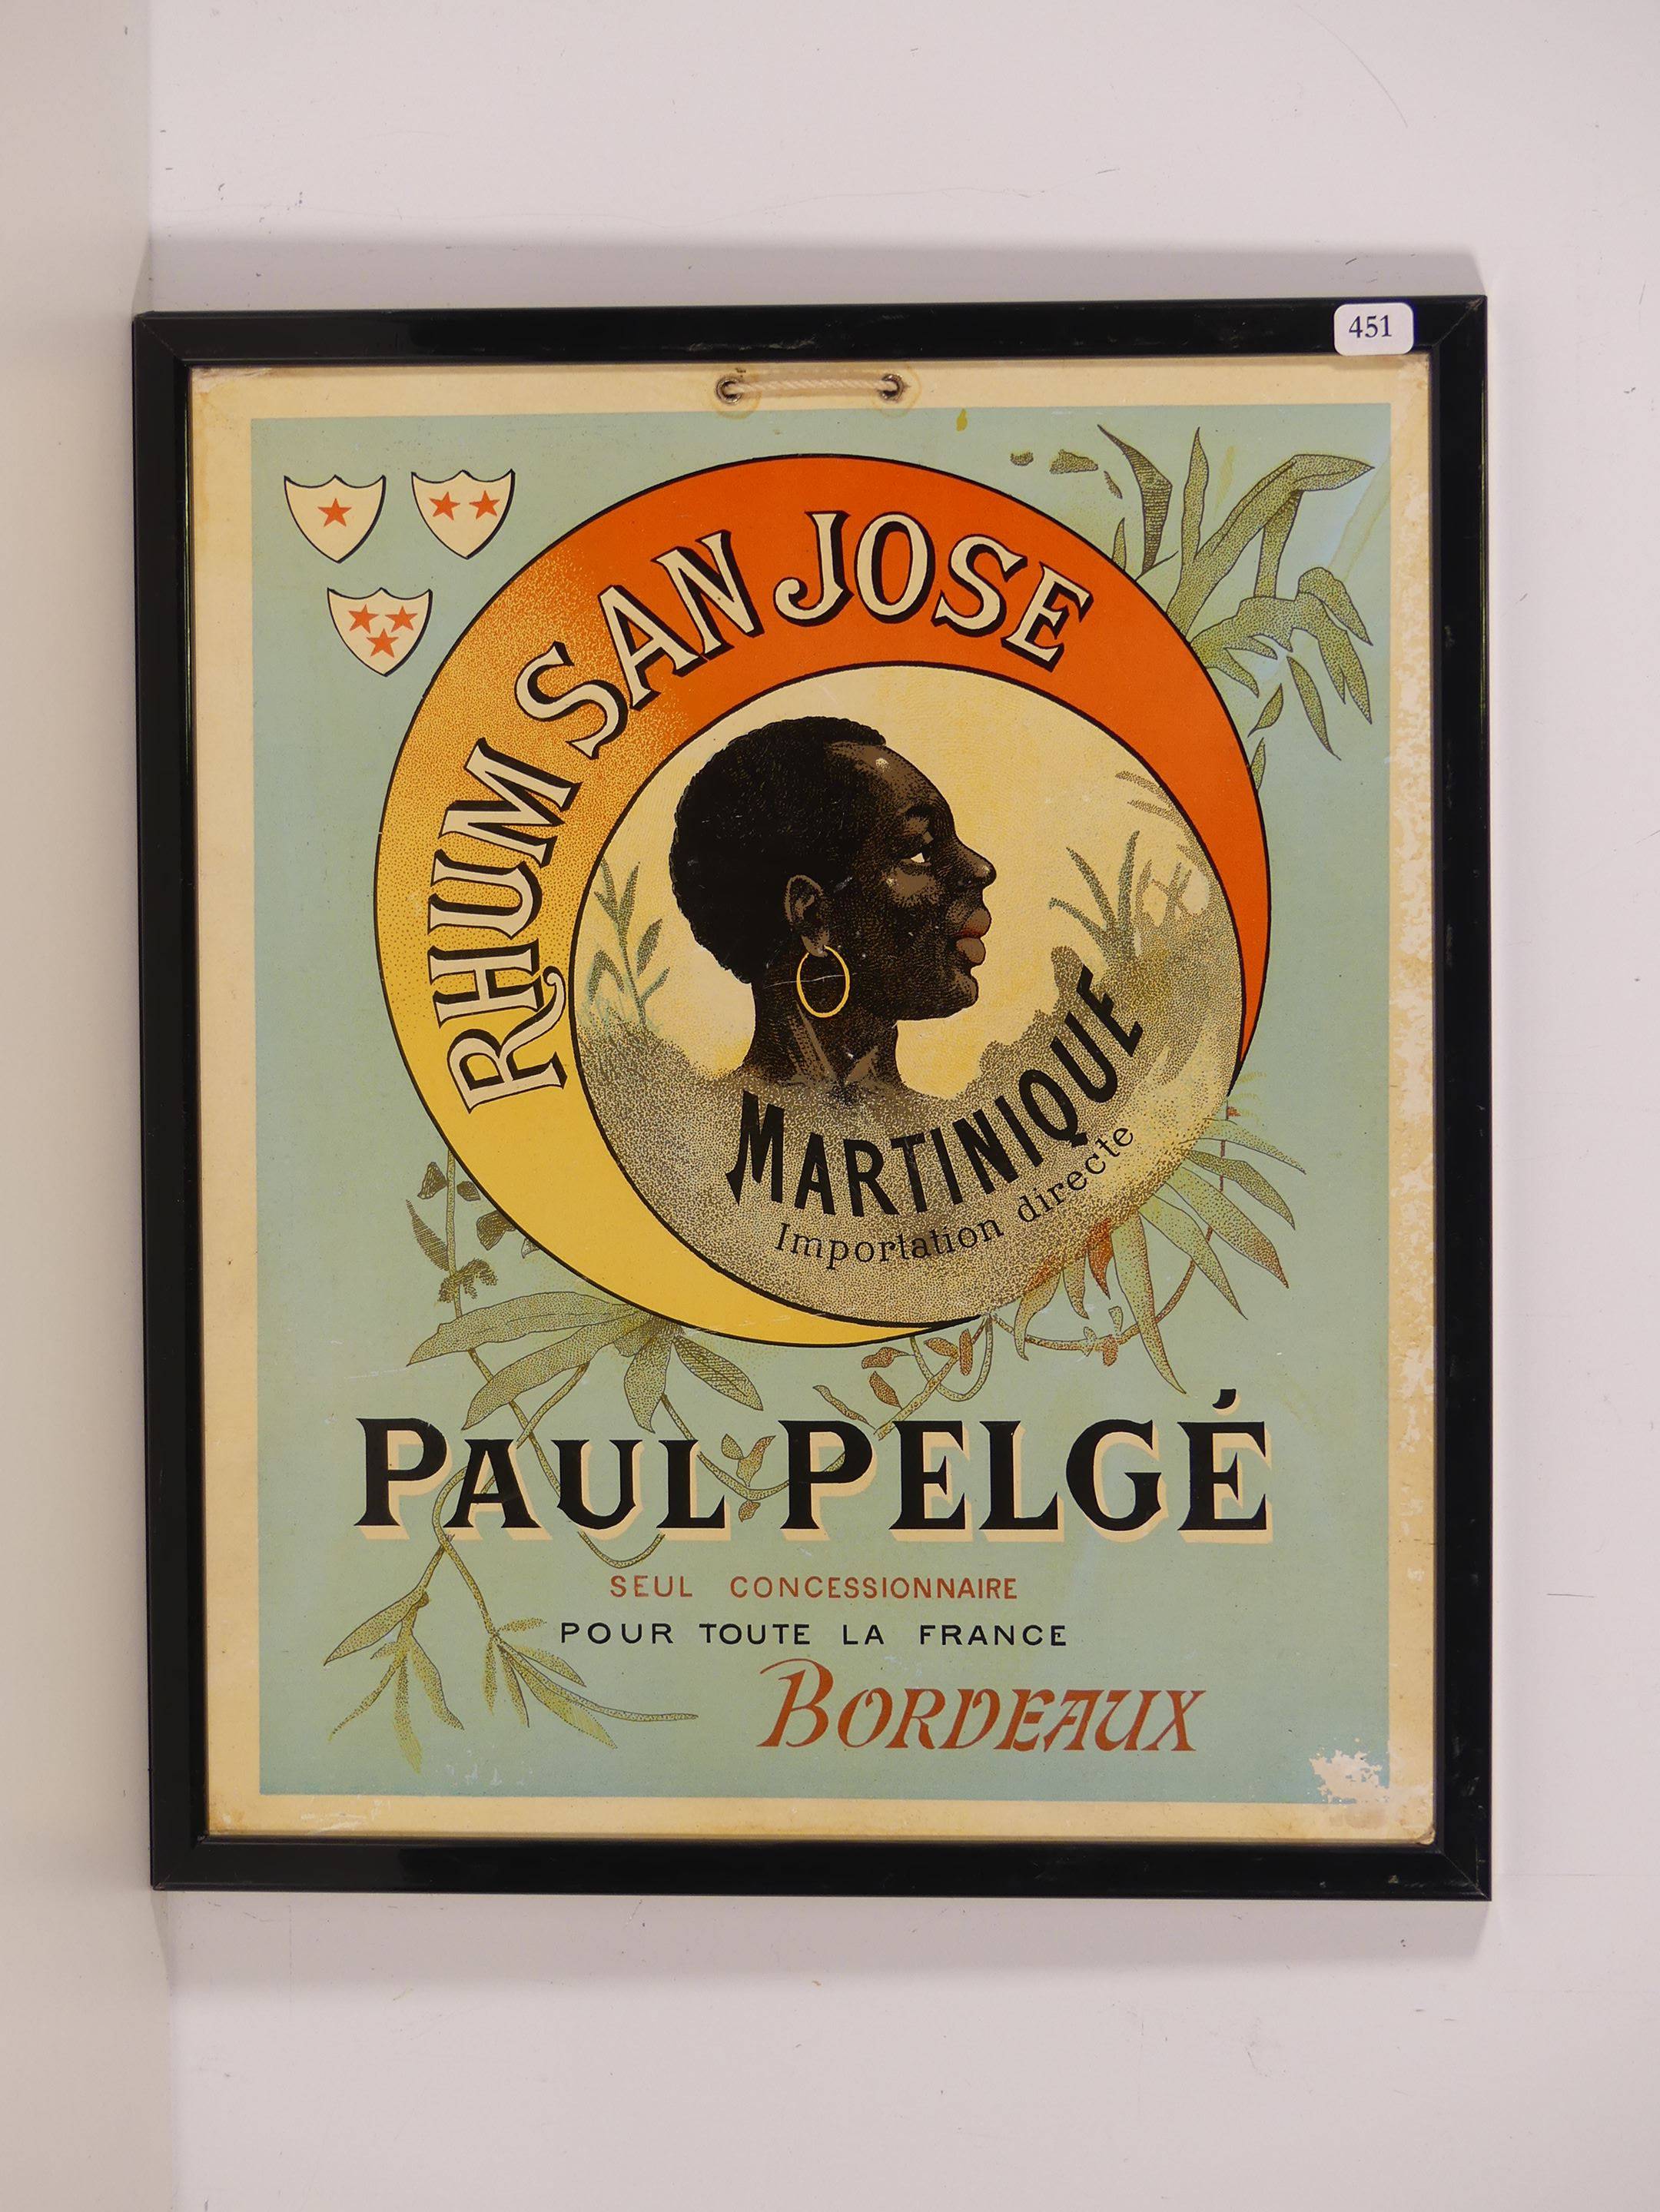 451
RHUM SAN JOSE
MARTINIQUE
Importation directe
PAUL PELGÉ
SEUL CONCESSIONNAIRE
POUR TOUTE LA FRANCE
BORDEAUX